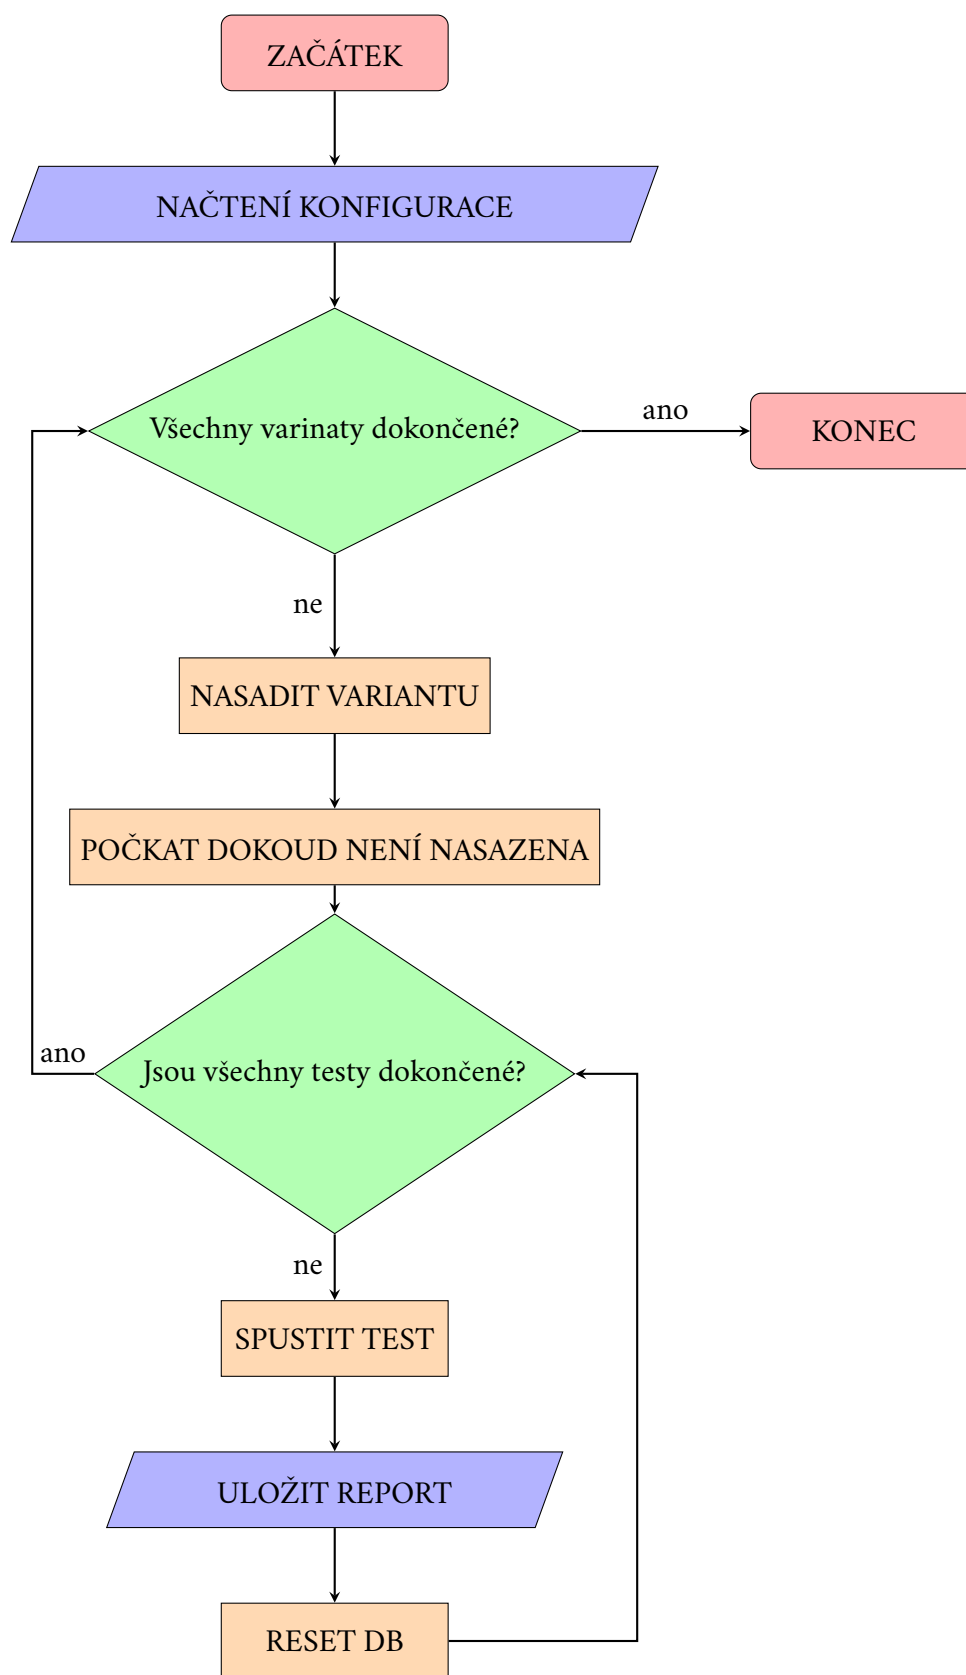 ZAČÁTEK
NAČTENÍ KONFIGURACE
Všechny varinaty dokončené?
ano
KONEC
ne
NASADIT VARIANTU
POČKAT DOKOUD NENÍ NASAZENA
ano
Jsou všechny testy dokončené?
ne
SPUSTIT TEST
ULOŽIT REPORT
RESET DB